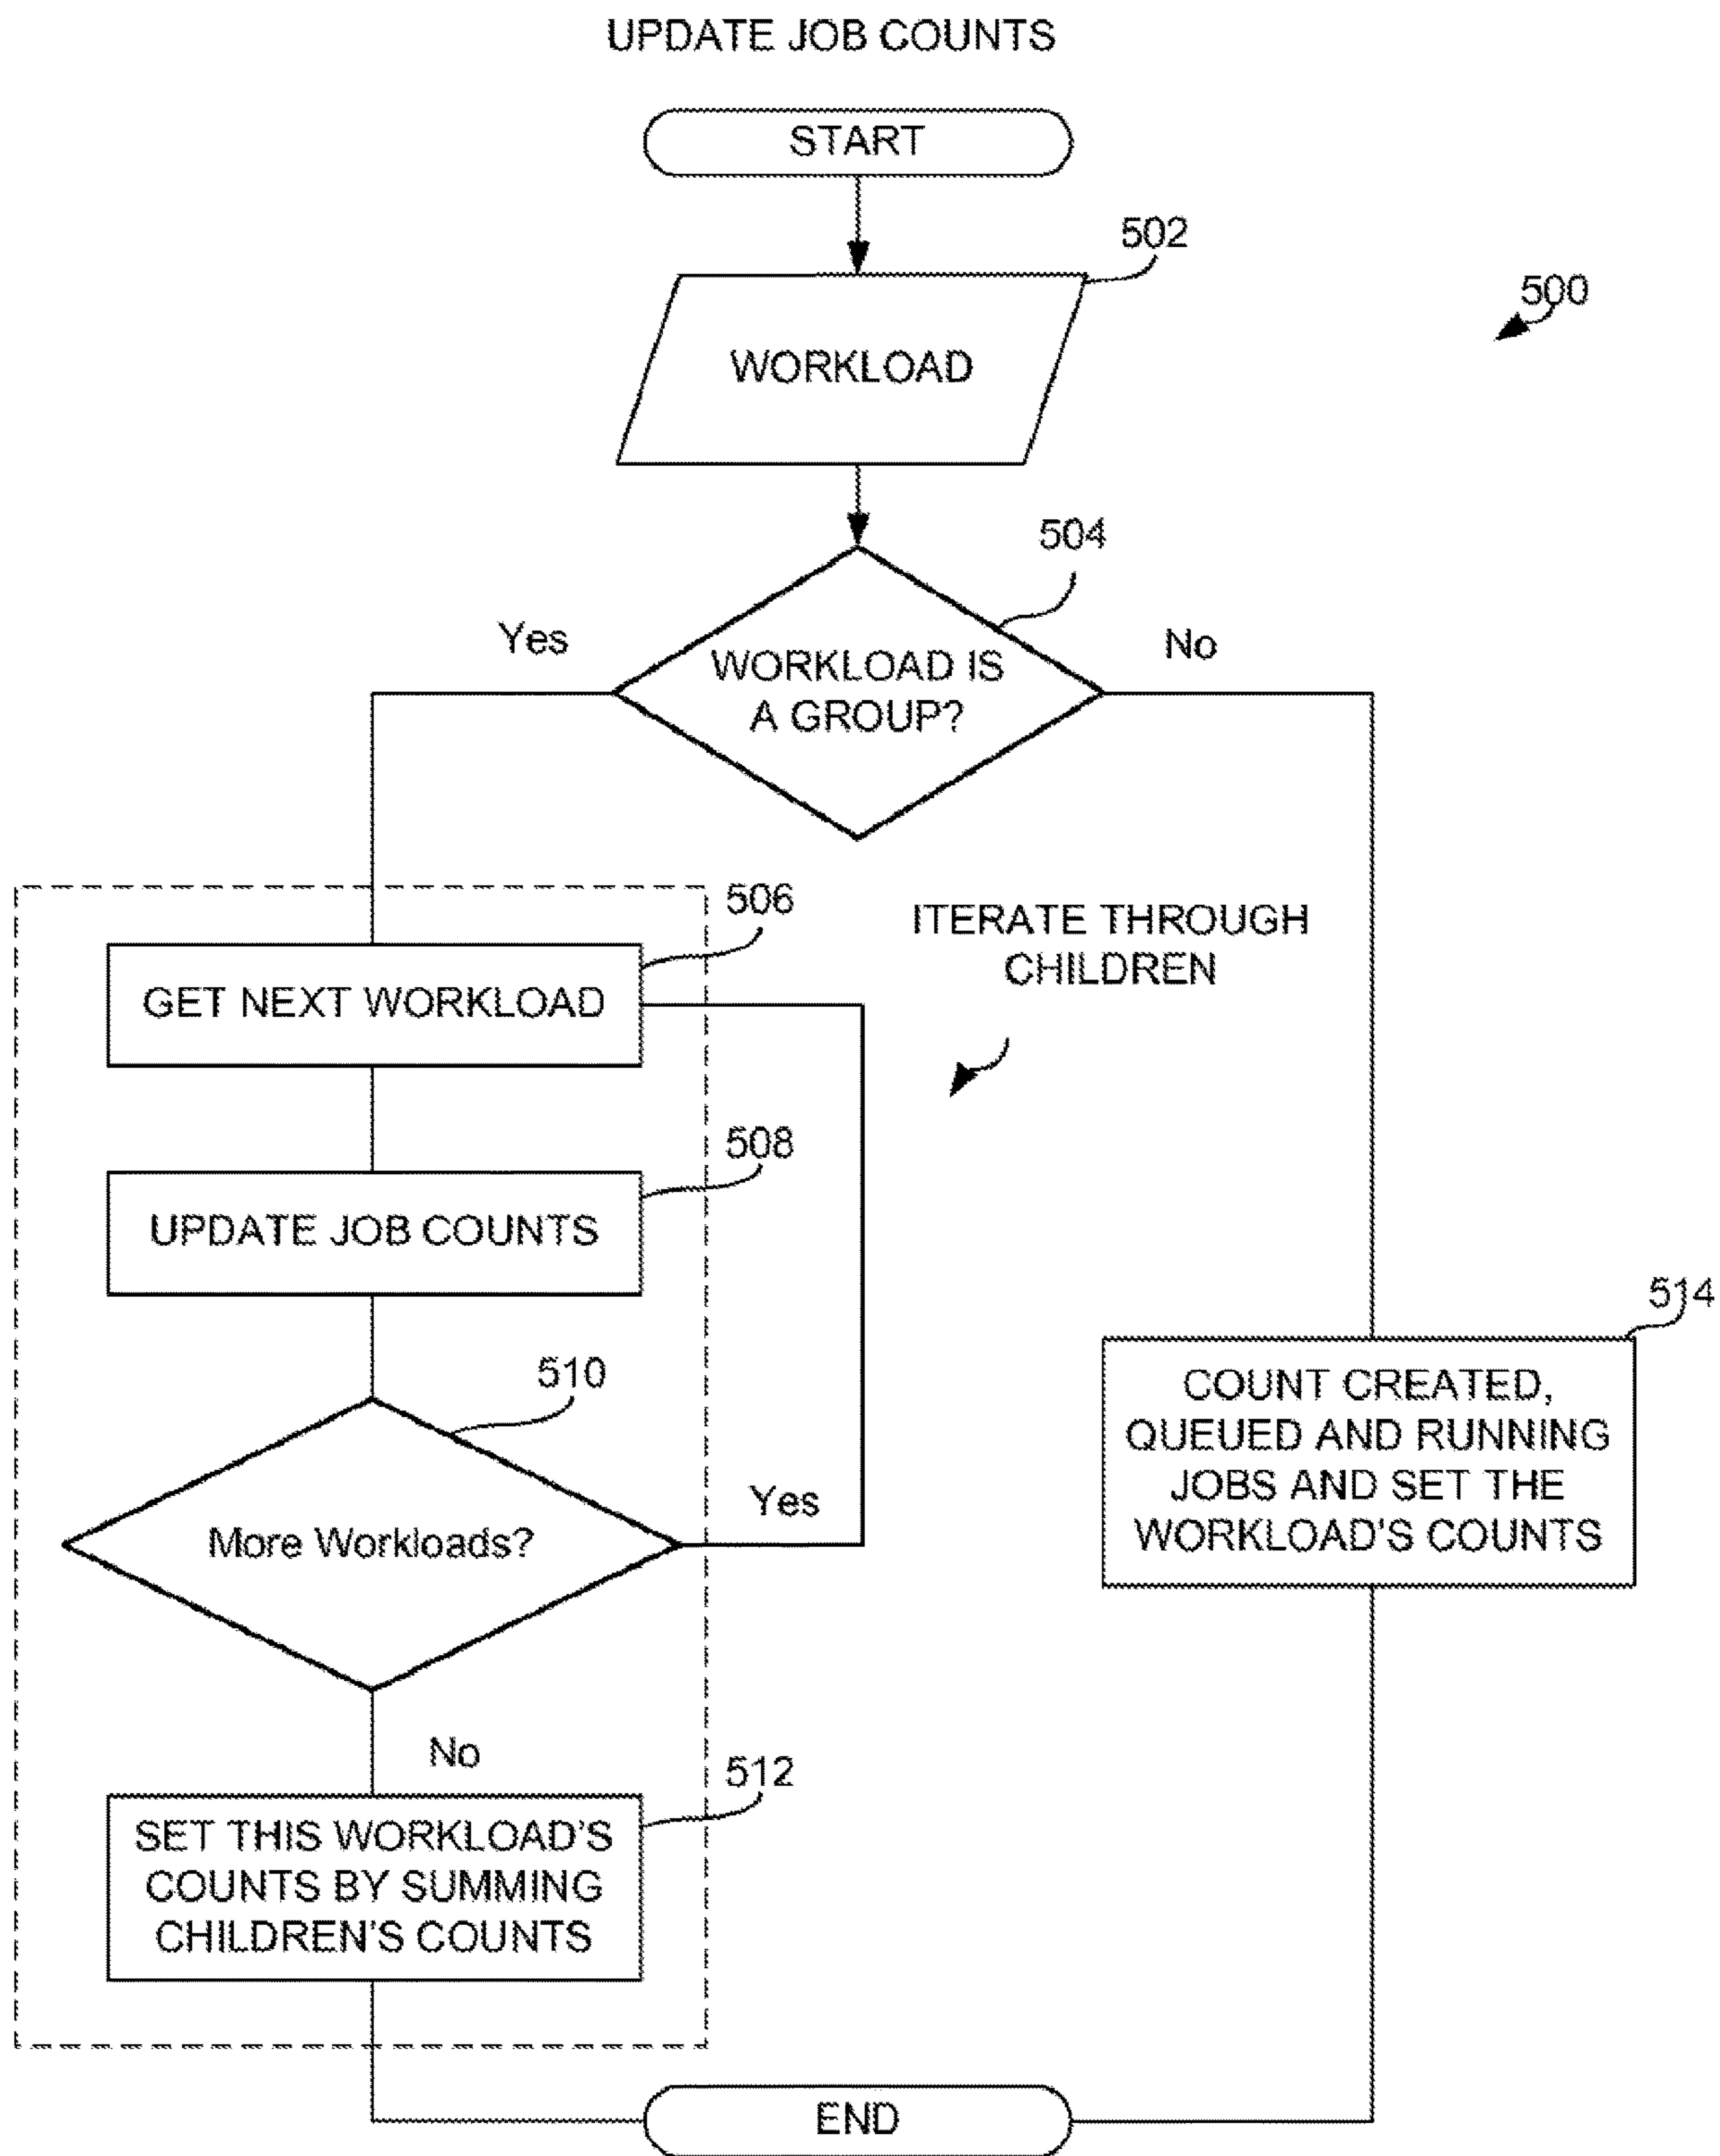 UPDATE JOB COUNTS
START
502
500
WORKLOAD
504
Yes
No
WORKLOAD IS
A GROUP?
506
ITERATE THROUGH
CHILDREN
GET NEXT WORKLOAD
508
UPDATE JOB COUNTS
514
510
COUNT CREATED,
QUEUED AND RUNNING
JOBS AND SET THE
WORKLOAD'S COUNTS
Yes
More Workloads?
No
512
SET THIS WORKLOAD'S
COUNTS BY SUMMING
CHILDREN'S COUNTS
END